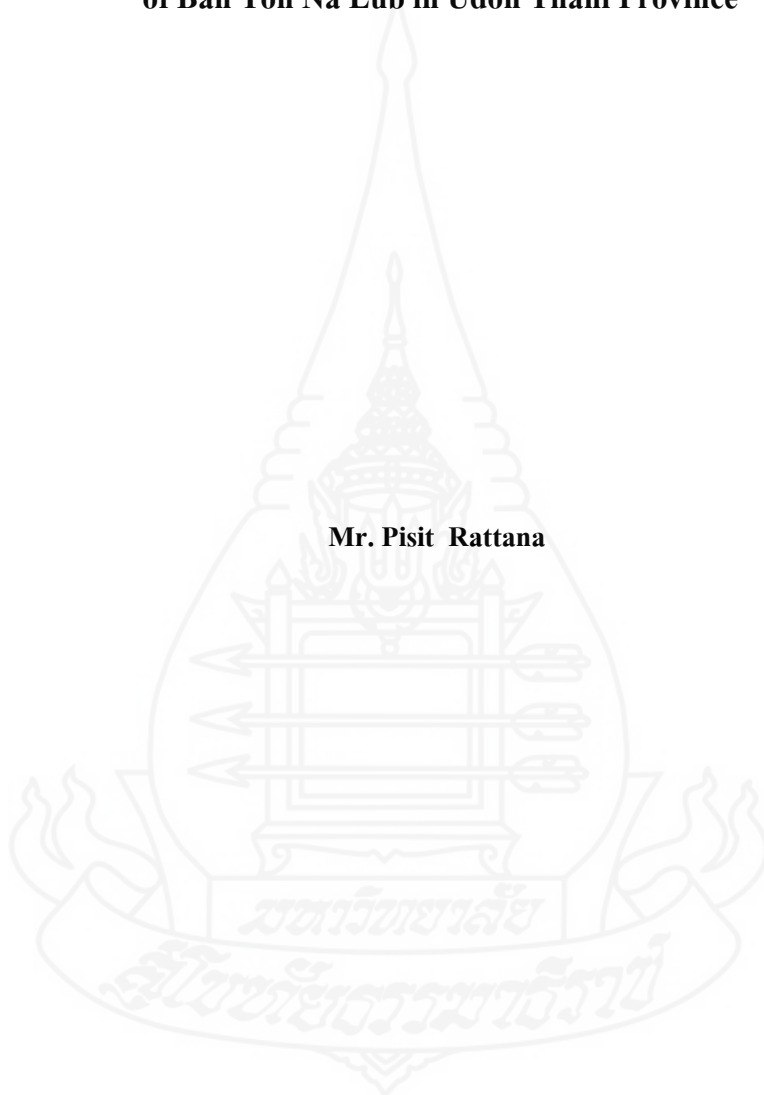 of Ban Ton Na Lub in Udon Thani Province
Mr. Pisit Rattana
มหาวิทยาลัย
สุโขทัยธรรมาธิราช